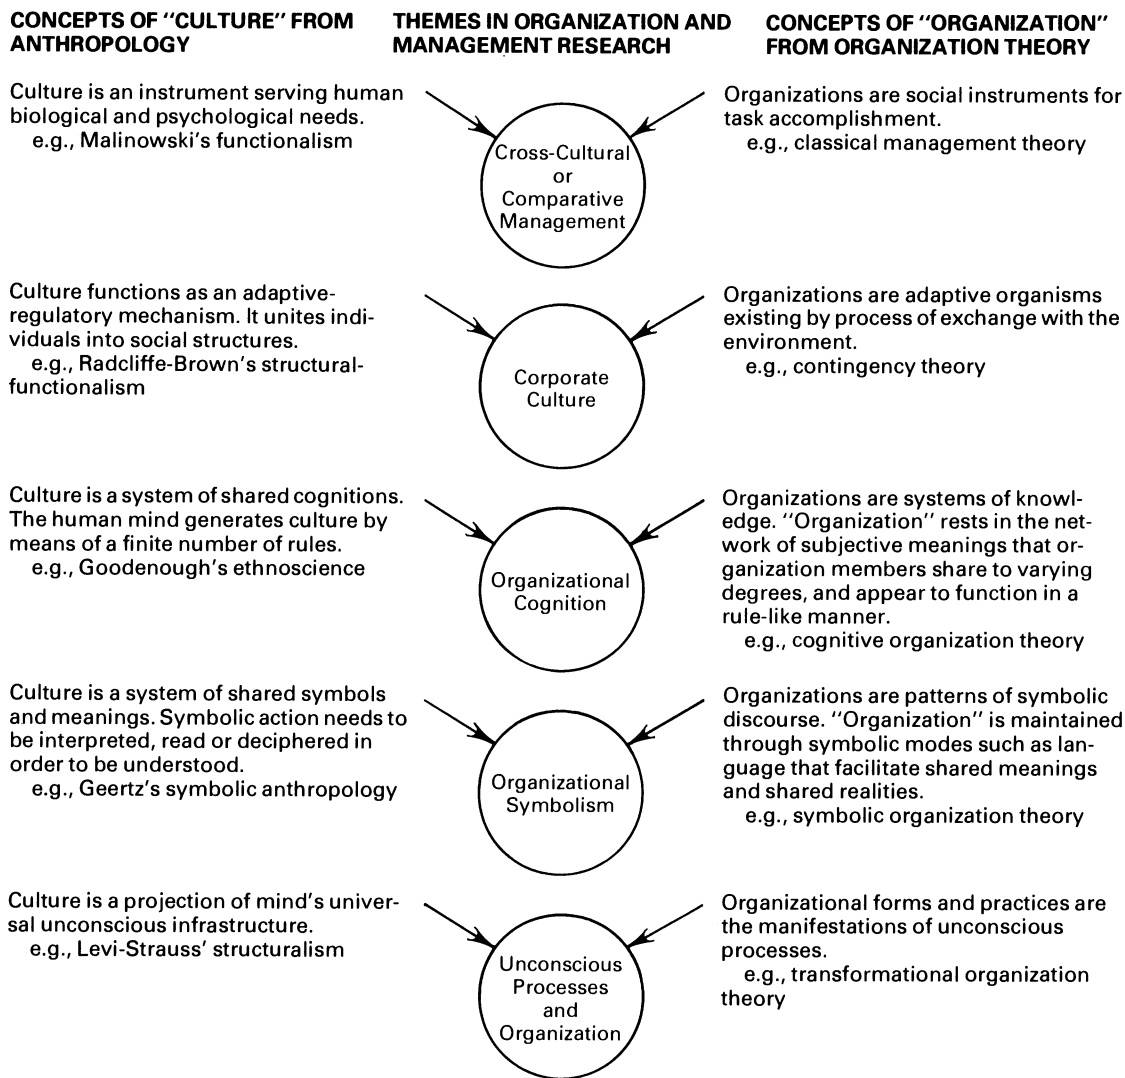 CONCEPTS OF "CULTURE" FROM
ANTHROPOLOGY
THEMES IN ORGANIZATION AND
MANAGEMENT RESEARCH
CONCEPTS OF "ORGANIZATION"
FROM ORGANIZATION THEORY
Culture is an instrument serving human
biological and psychological needs.
e.g., Malinowski's functionalism
Cross-Cultural
or
Comparative
Management
Organizations are social instruments for
task accomplishment.
e.g., classical management theory
Culture functions as an adaptive-
regulatory mechanism. It unites indi-
viduals into social structures.
e.g., Radcliffe-Brown's structural-
functionalism
Corporate
Culture
Organizations are adaptive organisms
existing by process of exchange with the
environment.
e.g., contingency theory
Culture is a system of shared cognitions.
The human mind generates culture by
means of a finite number of rules.
e.g., Goodenough's ethnoscience
Organizational
Cognition
Organizations are systems of knowl-
edge. "Organization" rests in the net-
work of subjective meanings that or-
ganization members share to varying
degrees, and appear to function in a
rule-like manner.
e.g., cognitive organization theory
Culture is a system of shared symbols
and meanings. Symbolic action needs to
be interpreted, read or deciphered in
order to be understood.
e.g., Geertz's symbolic anthropology
Organizational
Symbolism
Organizations are patterns of symbolic
discourse. "Organization" is maintained
through symbolic modes such as lan-
guage that facilitate shared meanings
and shared realities.
e.g., symbolic organization theory
Culture is a projection of mind's univer-
sal unconscious infrastructure.
e.g., Levi-Strauss' structuralism
Unconscious
Processes
and
Organization
Organizational forms and practices are
the manifestations of unconscious
processes.
e.g., transformational organization
theory